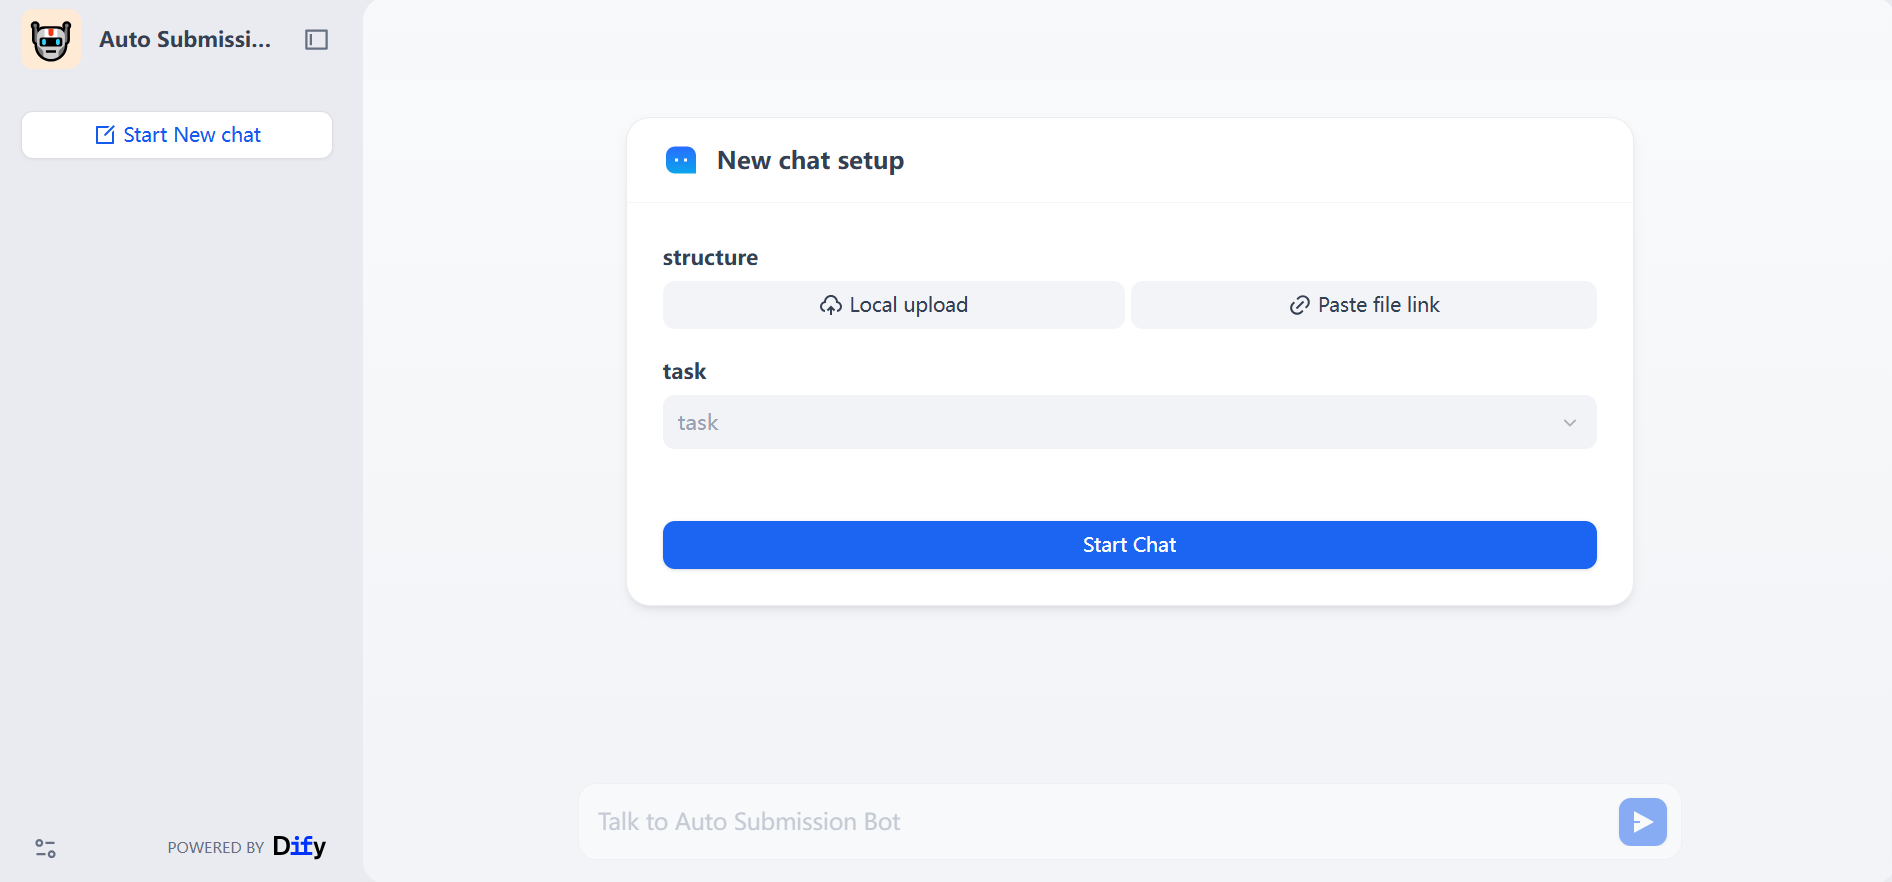 Auto Submissi...
Start New chat
New chat setup
structure
Local upload
Paste file link
task
task
Start Chat
Talk to Auto Submission Bot
POWERED BY Dify